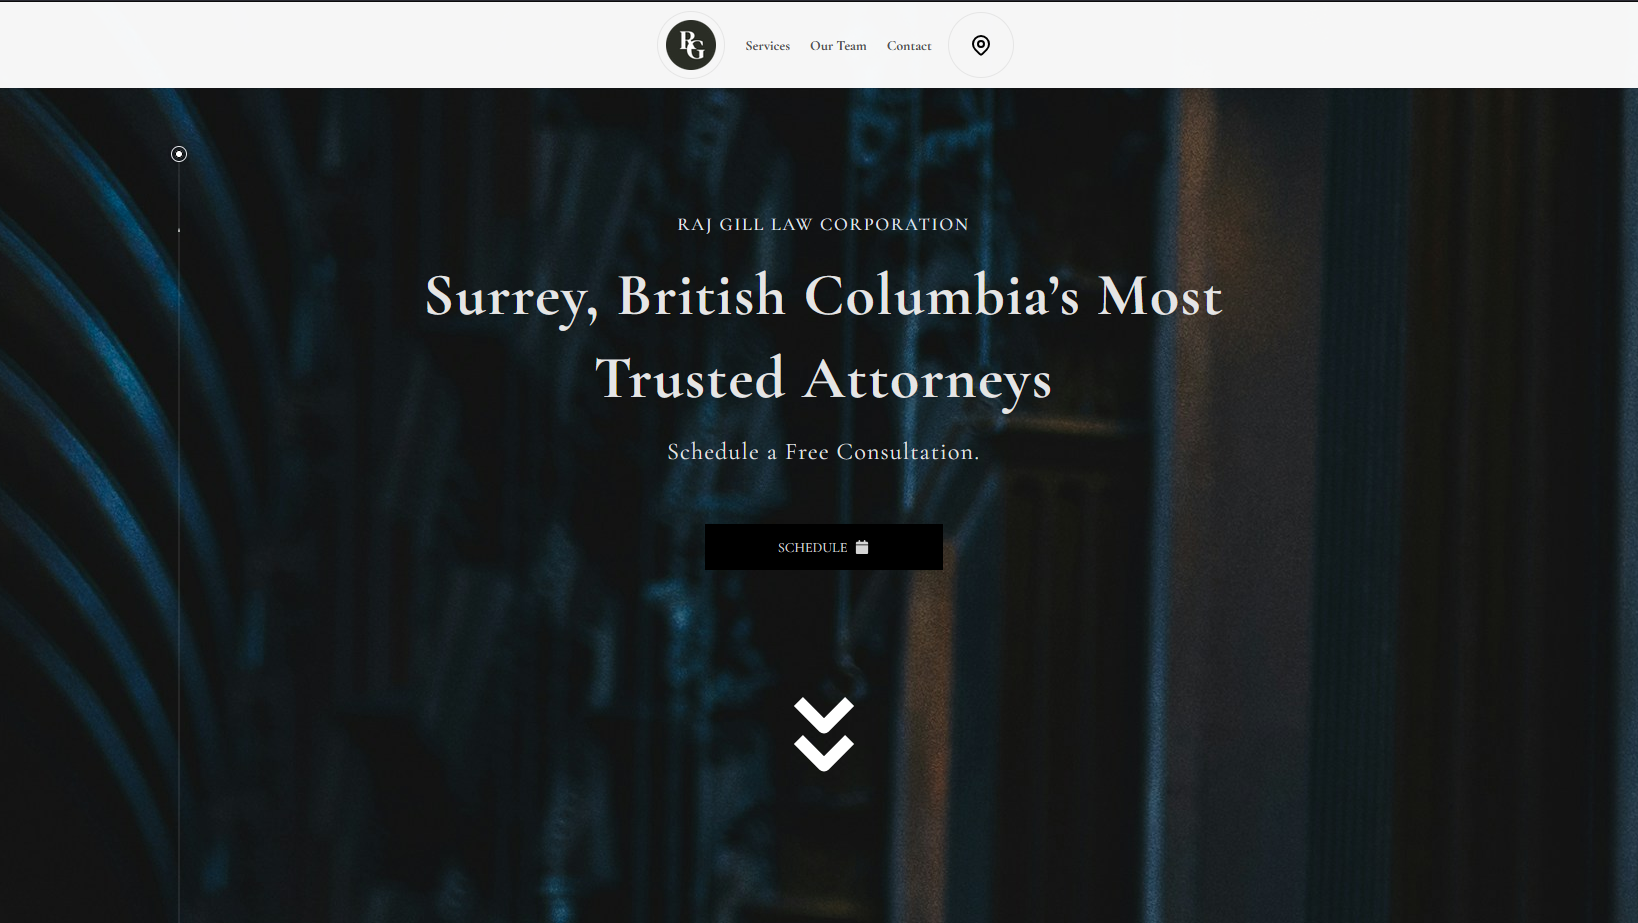 RG
Services Our Team Contact
RAJ GILL LAW CORPORATION
Surrey, British Columbia’s Most
Trusted Attorneys
Schedule a Free Consultation.
SCHEDULE